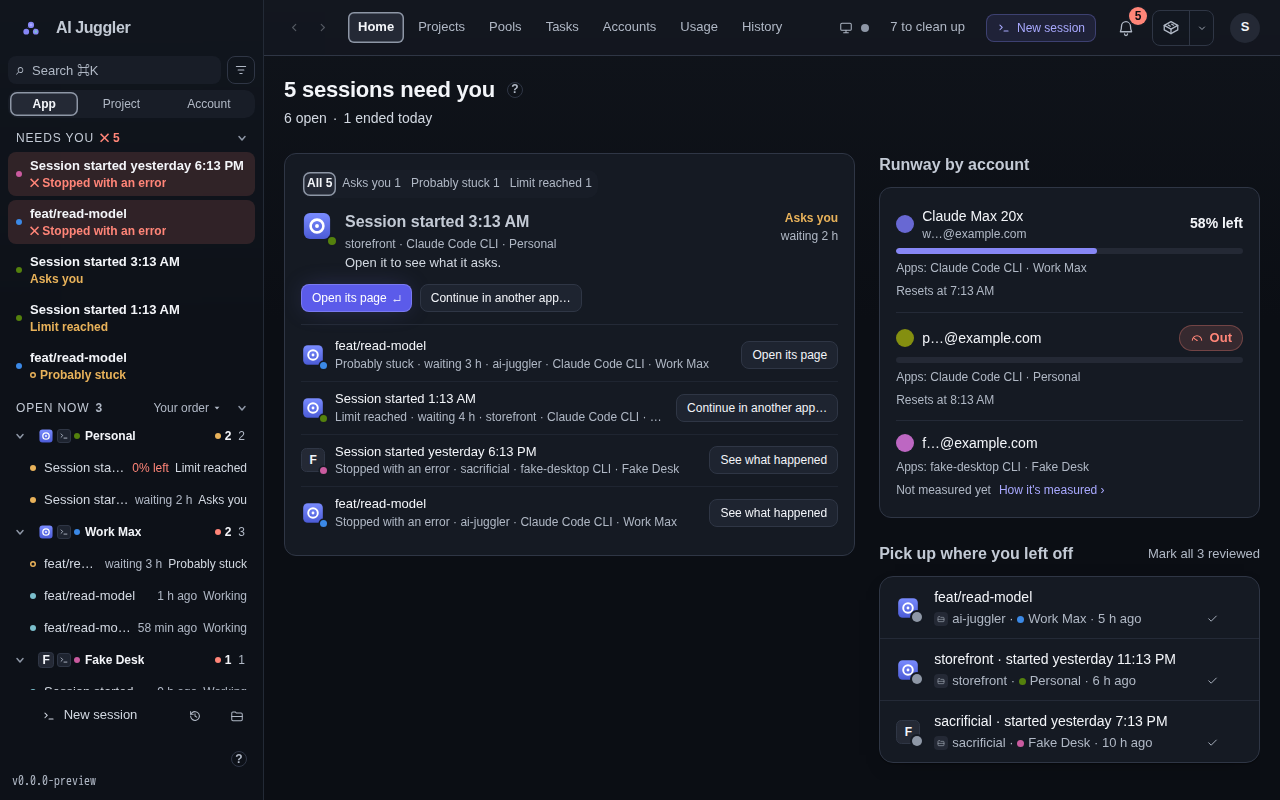 AI Juggler
Search ⌘K
App Project Account
NEEDS YOU 5
Session started yesterday 6:13 PM
Stopped with an error
feat/read-model
Stopped with an error
Session started 3:13 AM
Asks you
Session started 1:13 AM
Limit reached
feat/read-model
Probably stuck
OPEN NOW 3 Your order
Personal 2 2
Session sta… 0% left Limit reached
Session star… waiting 2 h Asks you
Work Max 2 3
feat/re… waiting 3 h Probably stuck
feat/read-model 1 h ago Working
feat/read-mo… 58 min ago Working
F Fake Desk 1 1
New session
?
v0.0.0-preview
Home Projects Pools Tasks Accounts Usage History
7 to clean up
New session
5
S
5 sessions need you ?
6 open · 1 ended today
All 5 Asks you 1 Probably stuck 1 Limit reached 1
Session started 3:13 AM
storefront · Claude Code CLI · Personal
Open it to see what it asks.
Asks you
waiting 2 h
Open its page ↵ Continue in another app…
feat/read-model
Probably stuck · waiting 3 h · ai-juggler · Claude Code CLI · Work Max
Open its page
Session started 1:13 AM
Limit reached · waiting 4 h · storefront · Claude Code CLI · …
Continue in another app…
F
Session started yesterday 6:13 PM
Stopped with an error · sacrificial · fake-desktop CLI · Fake Desk
See what happened
feat/read-model
Stopped with an error · ai-juggler · Claude Code CLI · Work Max
See what happened
Runway by account
Claude Max 20x
w…@example.com
58% left
Apps: Claude Code CLI · Work Max
Resets at 7:13 AM
p…@example.com
Out
Apps: Claude Code CLI · Personal
Resets at 8:13 AM
f…@example.com
Apps: fake-desktop CLI · Fake Desk
Not measured yet How it's measured ›
Pick up where you left off Mark all 3 reviewed
feat/read-model
ai-juggler · Work Max · 5 h ago
storefront · started yesterday 11:13 PM
storefront · Personal · 6 h ago
F
sacrificial · started yesterday 7:13 PM
sacrificial · Fake Desk · 10 h ago